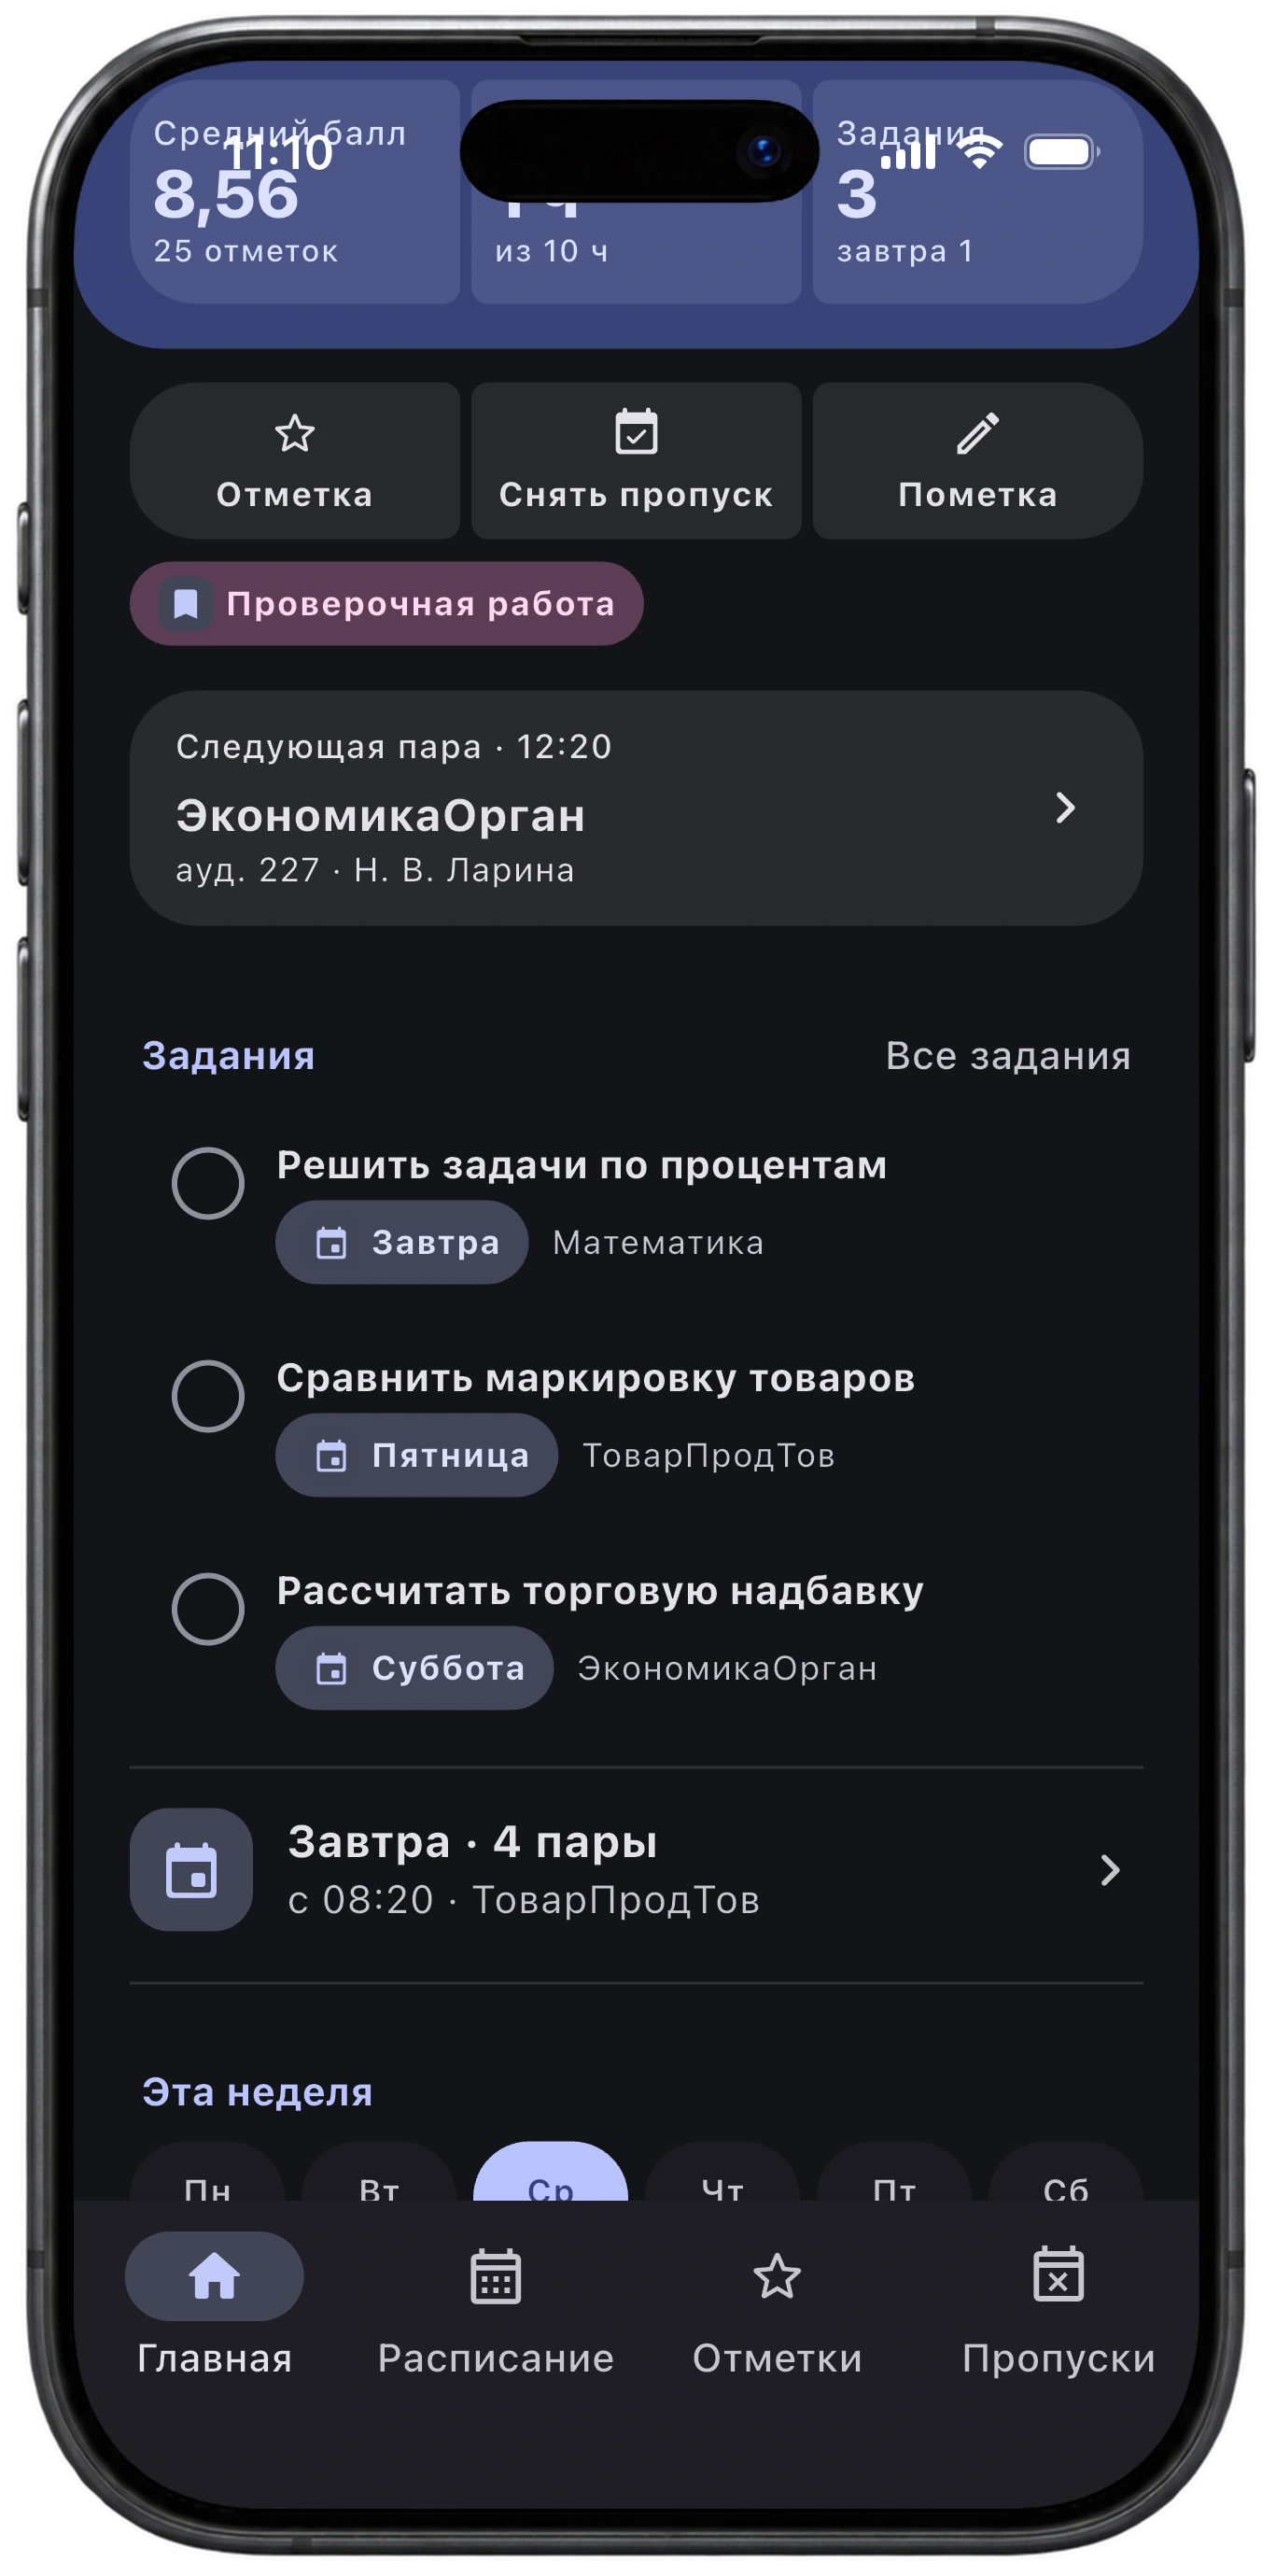 Средний балл
11:10
Задания
8,56
3
25 отметок
из 10 ч
завтра 1
Отметка
Снять пропуск
Пометка
Проверочная работа
Следующая пара · 12:20
ЭкономикаОрган
ауд. 227 · Н. В. Ларина
Задания
Все задания
Решить задачи по процентам
Завтра
Математика
Сравнить маркировку товаров
Пятница
ТоварПродТов
Рассчитать торговую надбавку
Суббота
ЭкономикаОрган
Завтра · 4 пары
с 08:20 · ТоварПродТов
Эта неделя
Пн
Вт
Ср
Чт
Пт
Сб
Главная
Расписание
Отметки
Пропуски